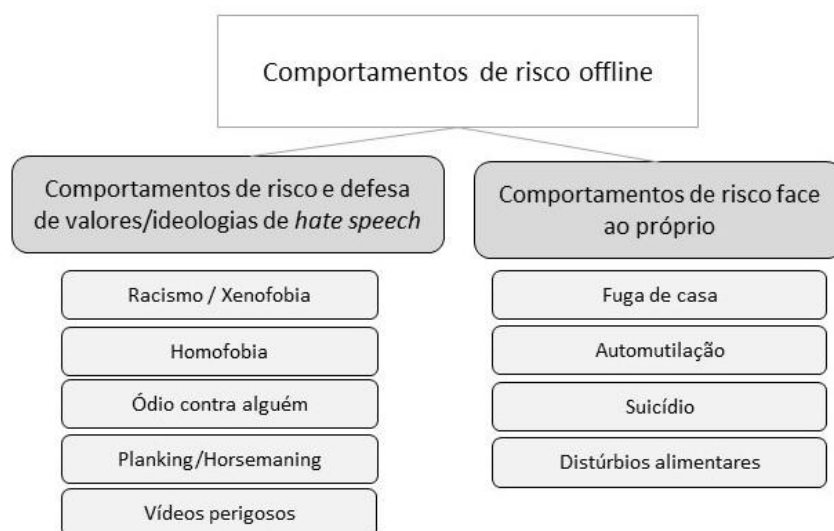 Comportamentos de risco offline
Comportamentos de risco e defesa
de valores/ideologias de hate speech
Racismo / Xenofobia
Homofobia
Ódio contra alguém
Planking/Horsemaning
Vídeos perigosos
Comportamentos de risco face
ao próprio
Fuga de casa
Automutilação
Suicídio
Distúrbios alimentares